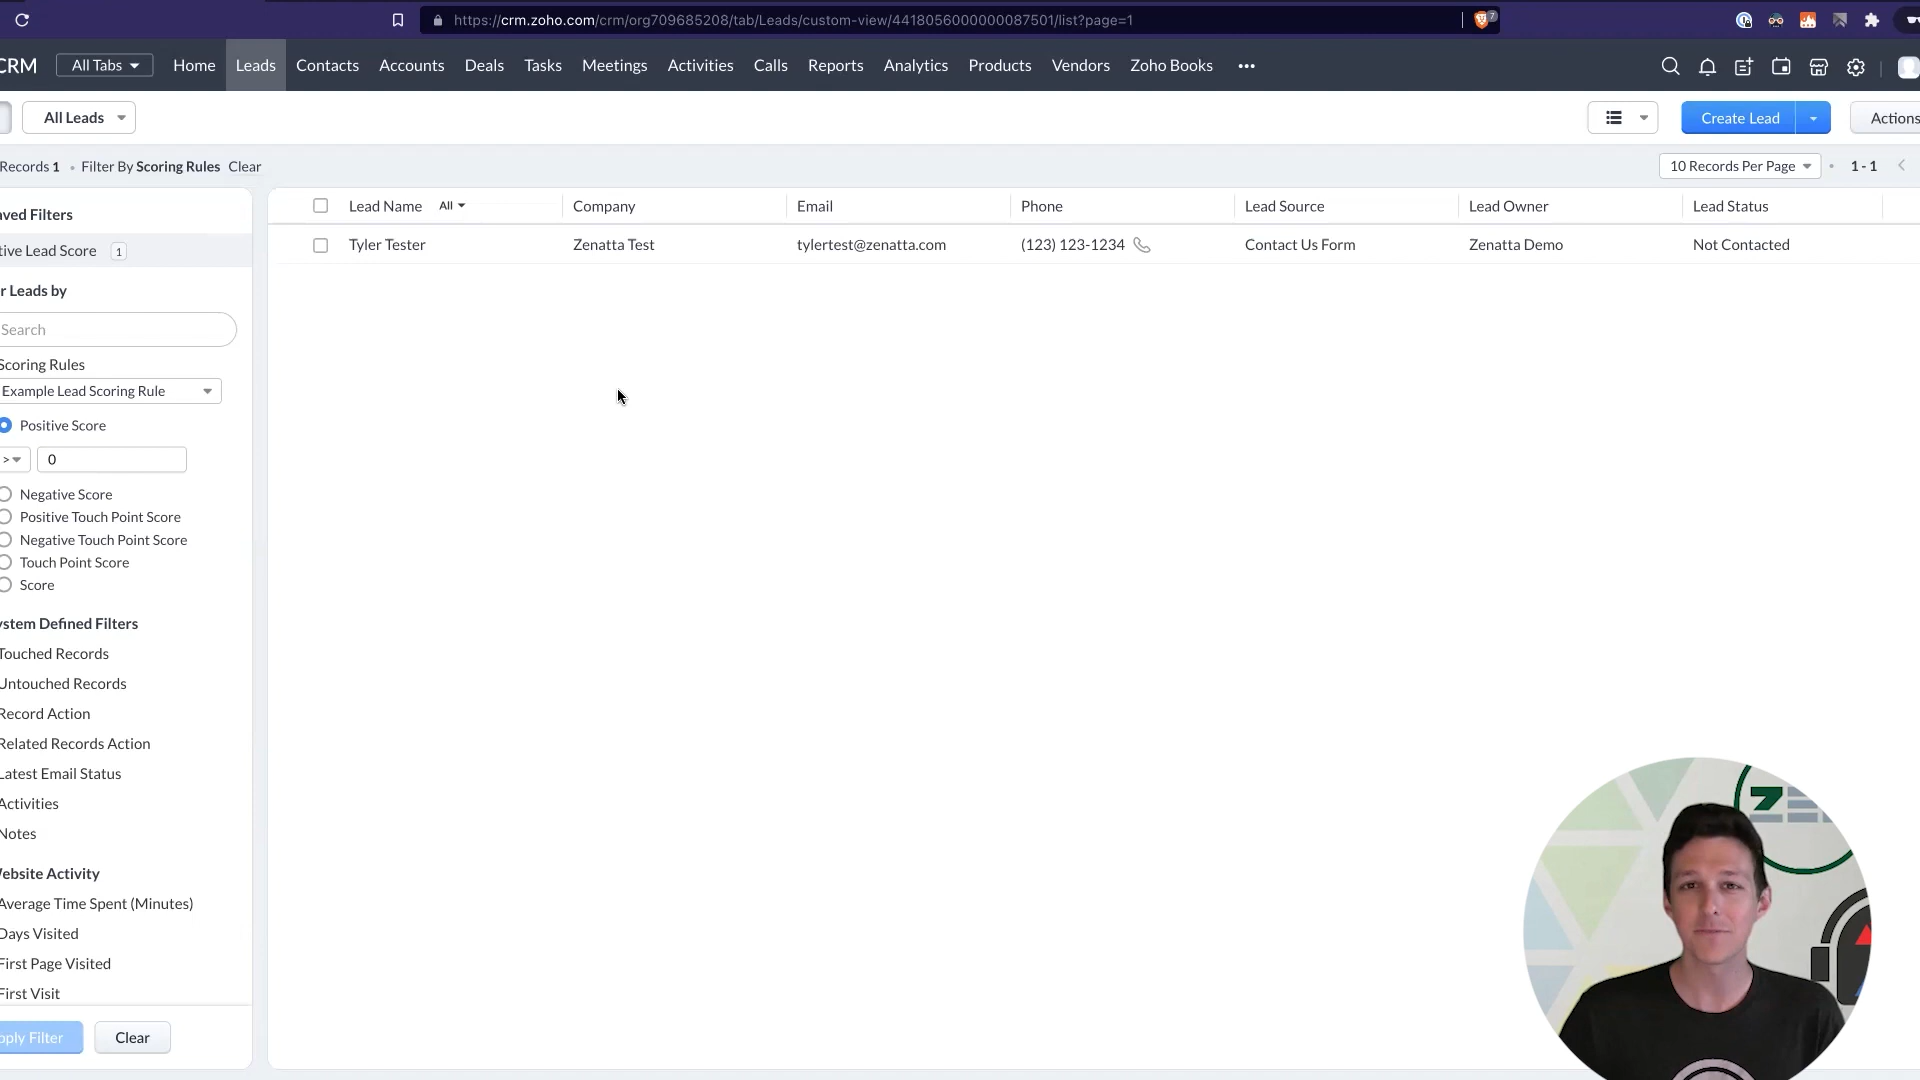 https://crm.zoho.com/crm/org709685208/tab/Leads/custom-view/4418056000000087501/list?page=1
7
CRM All Tabs Home Leads Contacts Accounts Deals Tasks Meetings Activities Calls Reports Analytics Products Vendors Zoho Books •••
All Leads Create Lead Actions
Records 1 • Filter By Scoring Rules Clear 10 Records Per Page • 1 - 1
aved Filters
tive Lead Score 1
r Leads by
Search
Scoring Rules
Example Lead Scoring Rule
Positive Score
> 0
Negative Score
Positive Touch Point Score
Negative Touch Point Score
Touch Point Score
Score
ystem Defined Filters
Touched Records
Untouched Records
Record Action
Related Records Action
Latest Email Status
Activities
Notes
ebsite Activity
Average Time Spent (Minutes)
Days Visited
First Page Visited
First Visit
pply Filter Clear
Lead Name All Company Email Phone Lead Source Lead Owner Lead Status
Tyler Tester Zenatta Test tylertest@zenatta.com (123) 123-1234 Contact Us Form Zenatta Demo Not Contacted